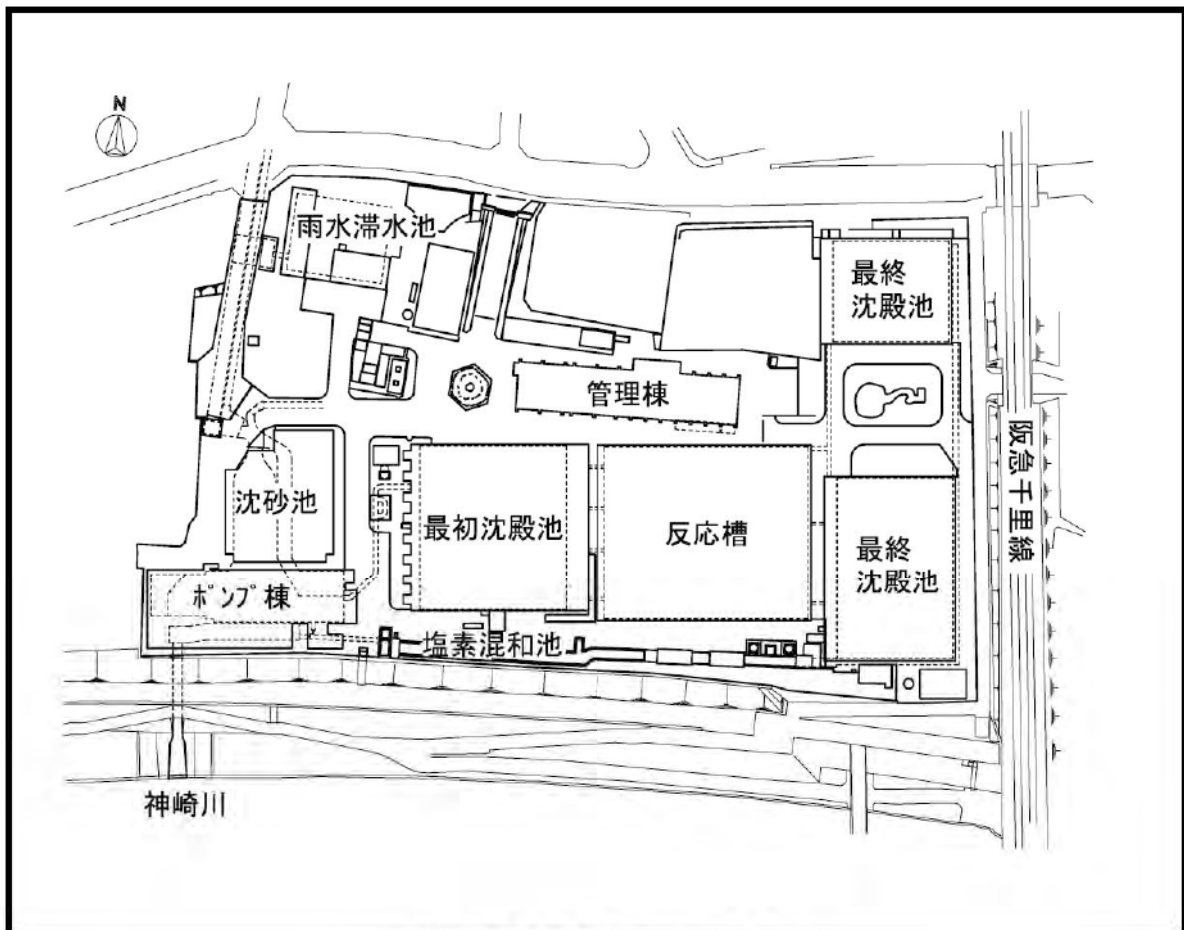 N
雨水滞水池
最終
沈殿池
管理棟
阪急千里線
沈砂池
最初沈殿池
反応槽
最終
沈殿池
ﾎﾟﾝﾌﾟ棟
塩素混和池
神崎川